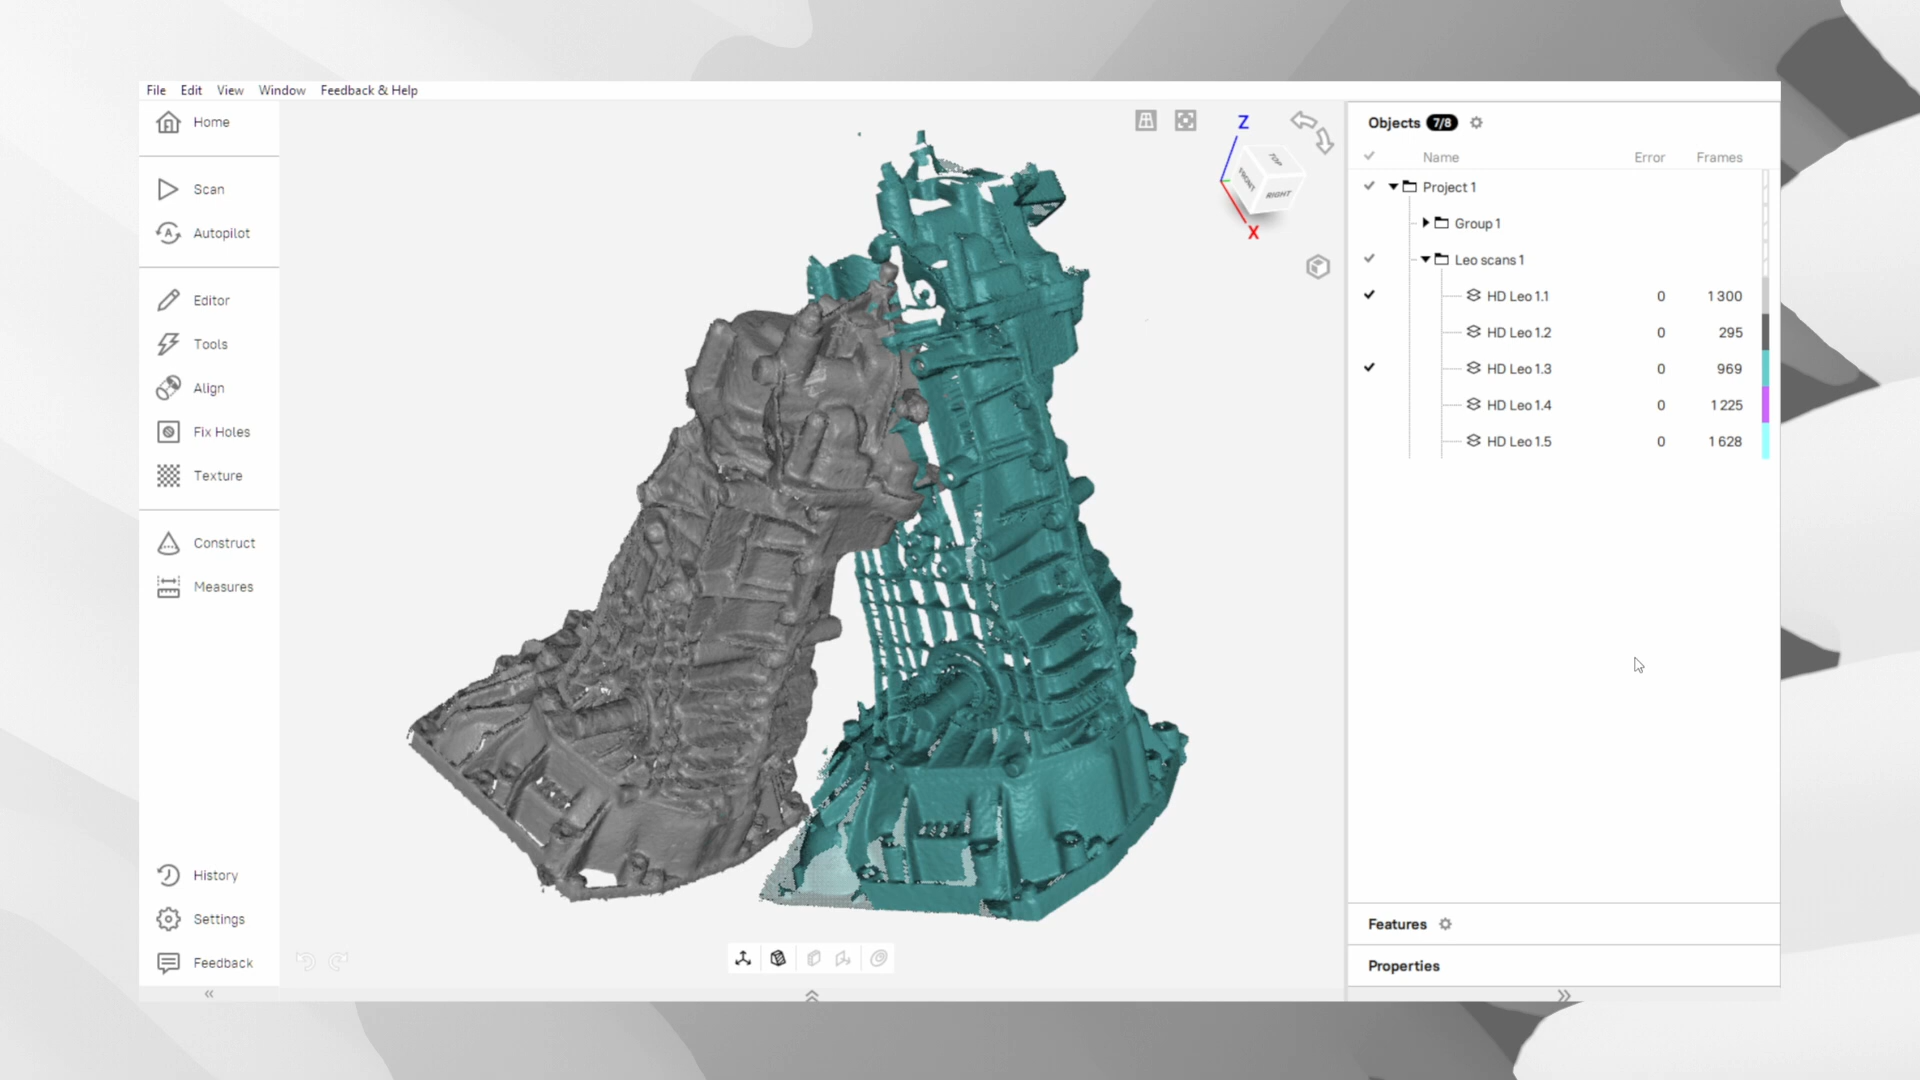 File Edit View Window Feedback & Help
Home
Scan
Autopilot
Editor
Tools
Align
Fix Holes
Texture
Construct
Measures
History
Settings
Feedback
Z
TOP
FRONT
RIGHT
X
Objects 7/8
Name Error Frames
Project 1
Group 1
Leo scans 1
HD Leo 1.1 0 1 300
HD Leo 1.2 0 295
HD Leo 1.3 0 969
HD Leo 1.4 0 1 225
HD Leo 1.5 0 1 628
Features
Properties